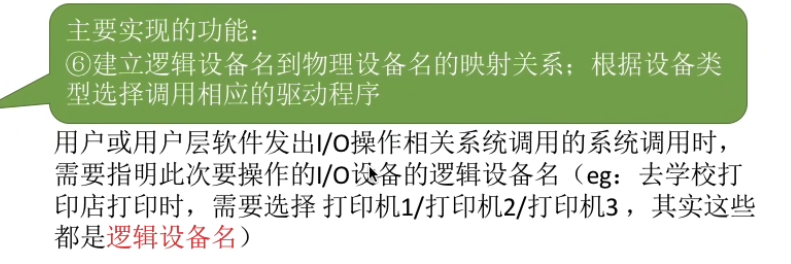 主要实现的功能：
⑥建立逻辑设备名到物理设备名的映射关系；根据设备类
型选择调用相应的驱动程序
用户或用户层软件发出I/O操作相关系统调用的系统调用时，
需要指明此次要操作的I/O设备的逻辑设备名（eg：去学校打
印店打印时，需要选择 打印机1/打印机2/打印机3 ，其实这些
都是逻辑设备名）